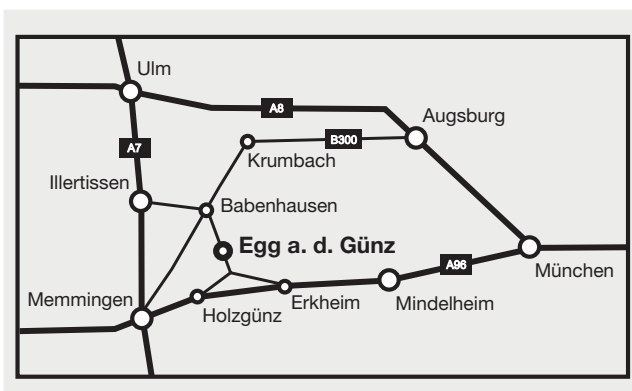 Ulm
A8
Augsburg
A7
B300
Krumbach
Illertissen
Babenhausen
Egg a. d. Günz
A96
München
Memmingen
Holzgünz
Erkheim
Mindelheim